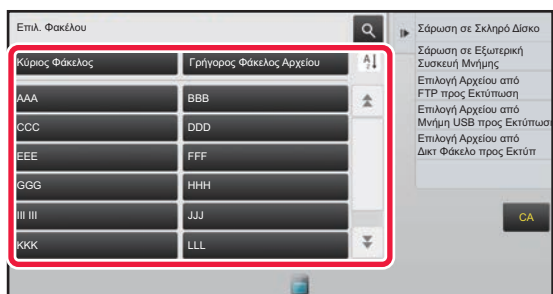 Επιλ. Φακέλου
Κύριος Φάκελος
Γρήγορος Φάκελος Αρχείου
AAA
BBB
CCC
DDD
EEE
FFF
GGG
HHH
III III
JJJ
KKK
LLL
Σάρωση σε Σκληρό Δίσκο
Σάρωση σε Εξωτερική
Συσκευή Μνήμης
Επιλογή Αρχείου από
FTP προς Εκτύπωση
Επιλογή Αρχείου από
Μνήμη USB προς Εκτύπωσ
Επιλογή Αρχείου από
Δικτ Φάκελο προς Εκτύπ
CA